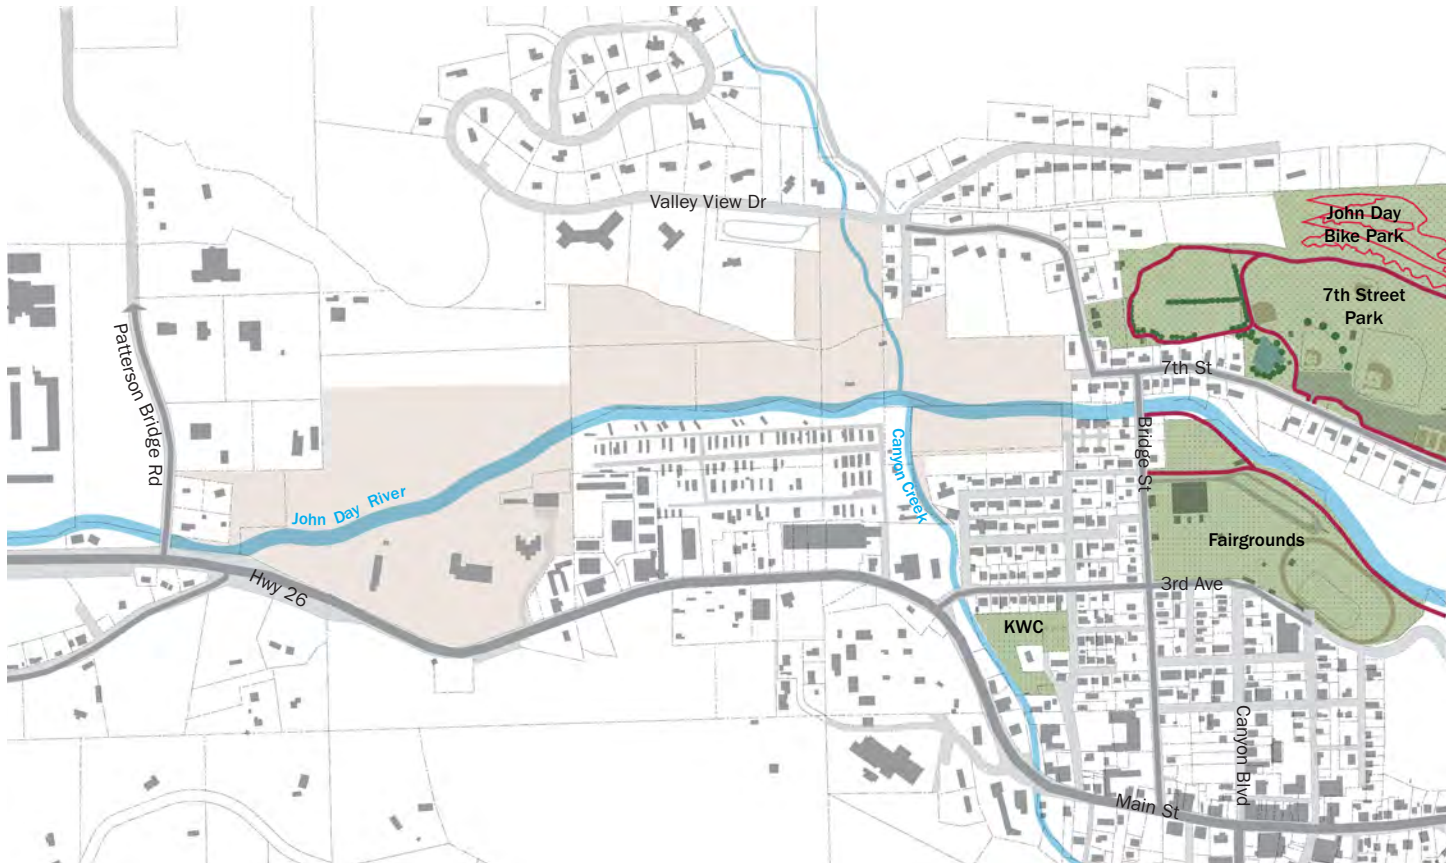 Valley View Dr
John Day
Bike Park
7th Street
Park
Patterson Bridge Rd
7th St
Bridge St
Canyon Creek
John Day River
Fairgrounds
Hwy 26
3rd Ave
KWC
Canyon Blvd
Main St